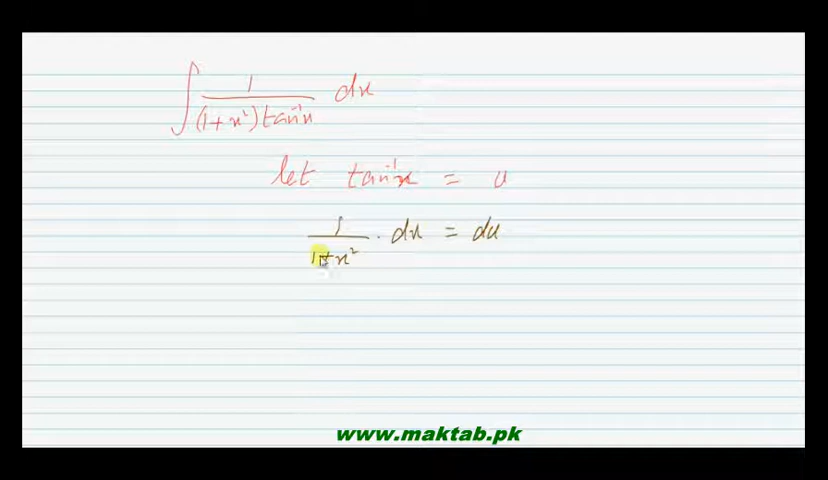 ∫ 1/((1+x²)tan⁻¹x) dx
let tan⁻¹x = u
1/(1+x²) · dx = du
www.maktab.pk